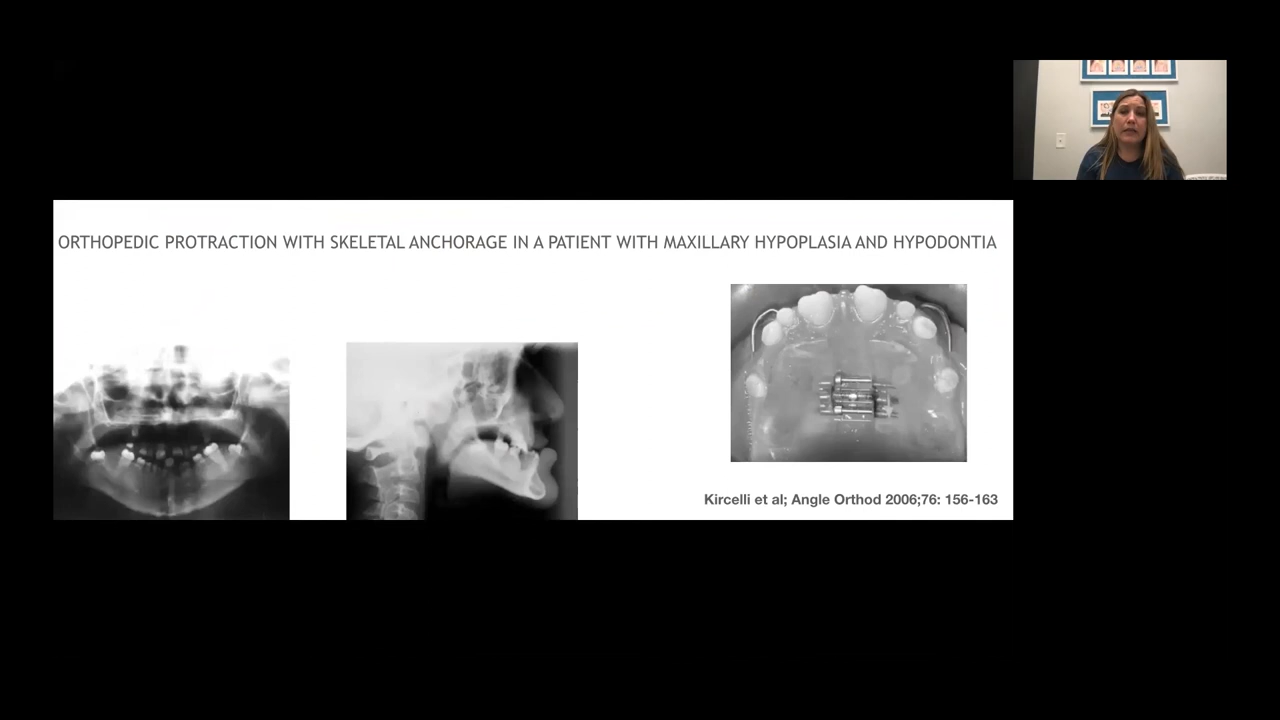 ORTHOPEDIC PROTRACTION WITH SKELETAL ANCHORAGE IN A PATIENT WITH MAXILLARY HYPOPLASIA AND HYPODONTIA
Kircelli et al; Angle Orthod 2006;76: 156-163